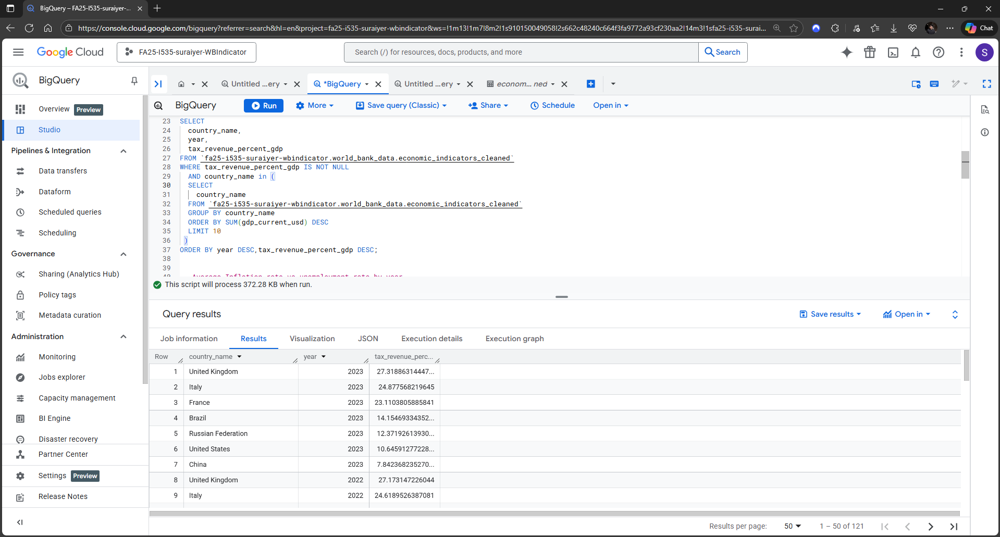 BigQuery – FA25-I535-suraiyer-...
https://console.cloud.google.com/bigquery?referrer=search&hl=en&project=fa25-i535-suraiyer-wbindicator&ws=!1m13!1m7!8m2!1s910150049058!2s662c48240c664f3fa9772a93cf230aa2!14m3!1sfa25-i535-surai...
Chat
Google Cloud
FA25-I535-suraiyer-WBIndicator
Search (/) for resources, docs, products, and more
Search
S
BigQuery
Overview Preview
Studio
Pipelines & Integration
Data transfers
Dataform
Scheduled queries
Scheduling
Governance
Sharing (Analytics Hub)
Policy tags
Metadata curation
Administration
Monitoring
Jobs explorer
Capacity management
BI Engine
Disaster recovery
Partner Center
Settings Preview
Release Notes
Untitled ...ery
*BigQuery
Untitled ...ery
econom... ned
BigQuery
Run
More
Save query (Classic)
Share
Schedule
Open in
23 SELECT
24 country_name,
25 year,
26 tax_revenue_percent_gdp
27 FROM `fa25-i535-suraiyer-wbindicator.world_bank_data.economic_indicators_cleaned`
28 WHERE tax_revenue_percent_gdp IS NOT NULL
29 AND country_name in (
30 SELECT
31 country_name
32 FROM `fa25-i535-suraiyer-wbindicator.world_bank_data.economic_indicators_cleaned`
33 GROUP BY country_name
34 ORDER BY SUM(gdp_current_usd) DESC
35 LIMIT 10
36 )
37 ORDER BY year DESC,tax_revenue_percent_gdp DESC;
38
39
40 Average Inflation rate vs unemployment rate by year
This script will process 372.28 KB when run.
Query results
Save results
Open in
Job information
Results
Visualization
JSON
Execution details
Execution graph
Row country_name year tax_revenue_perc...
1 United Kingdom 2023 27.31886314447...
2 Italy 2023 24.877568219645
3 France 2023 23.1103805885841
4 Brazil 2023 14.15469334352...
5 Russian Federation 2023 12.37192613930...
6 United States 2023 10.64591277228...
7 China 2023 7.842368235270...
8 United Kingdom 2022 27.173147226044
9 Italy 2022 24.6189526387081
Results per page: 50 1 – 50 of 121